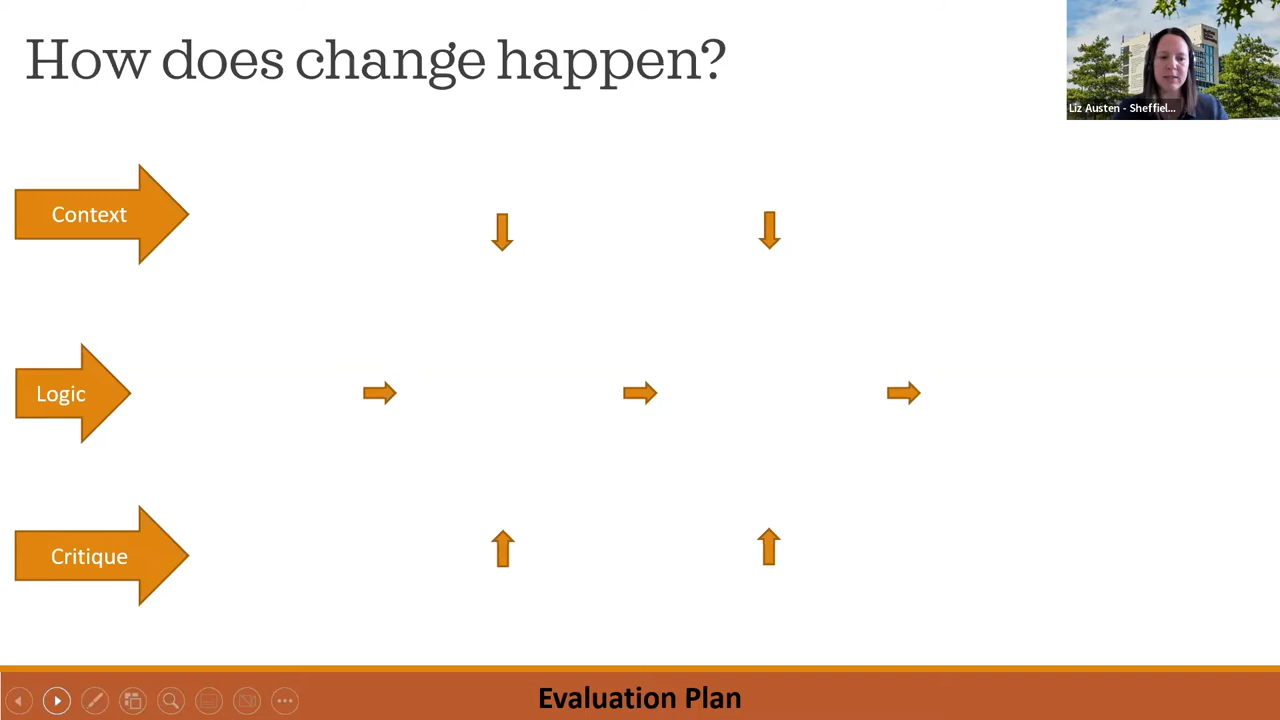 How does change happen?
Liz Austen - Sheffiel...
Context
Logic
Critique
Evaluation Plan